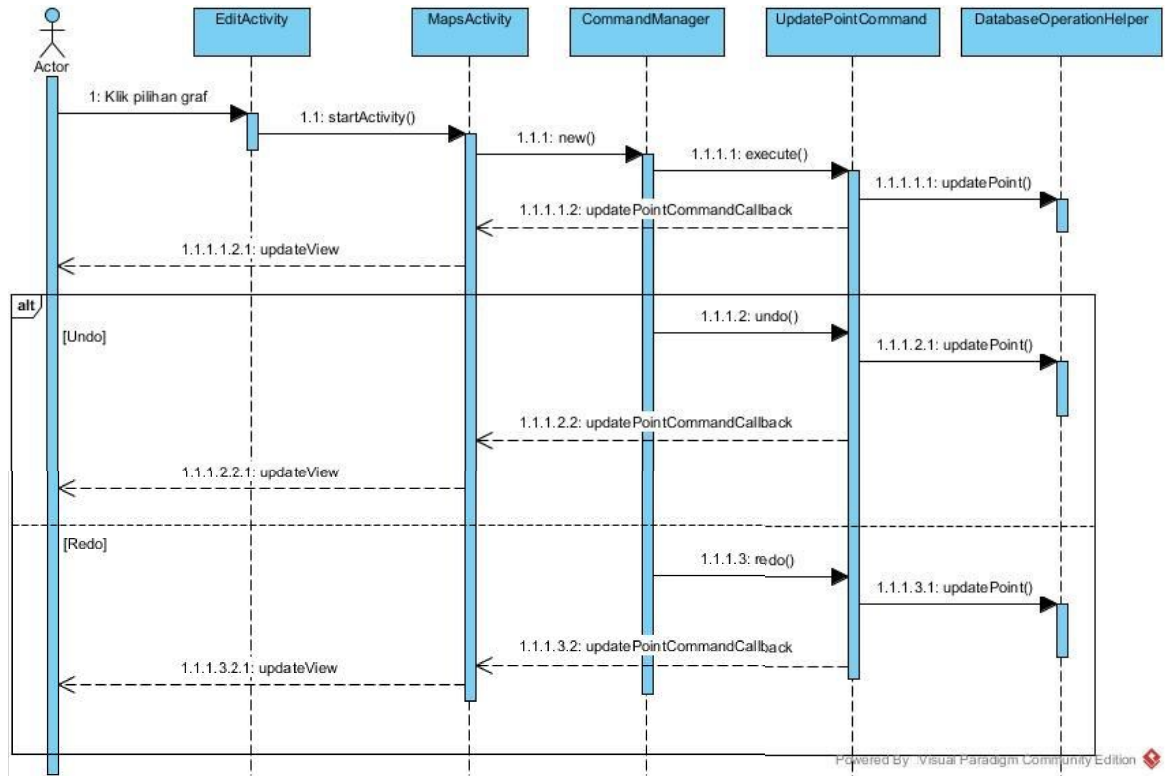 EditActivity
MapsActivity
CommandManager
UpdatePointCommand
DatabaseOperationHelper
Actor
1: Klik pilihan graf
1.1: startActivity()
1.1.1: new()
1.1.1.1: execute()
1.1.1.1.1: updatePoint()
1.1.1.1.2: updatePointCommandCallback
1.1.1.1.2.1: updateView
alt
[Undo]
1.1.1.2: undo()
1.1.1.2.1: updatePoint()
1.1.1.2.2: updatePointCommandCallback
1.1.1.2.2.1: updateView
[Redo]
1.1.1.3: redo()
1.1.1.3.1: updatePoint()
1.1.1.3.2: updatePointCommandCallback
1.1.1.3.2.1: updateView
Powered By Visual Paradigm Community Edition